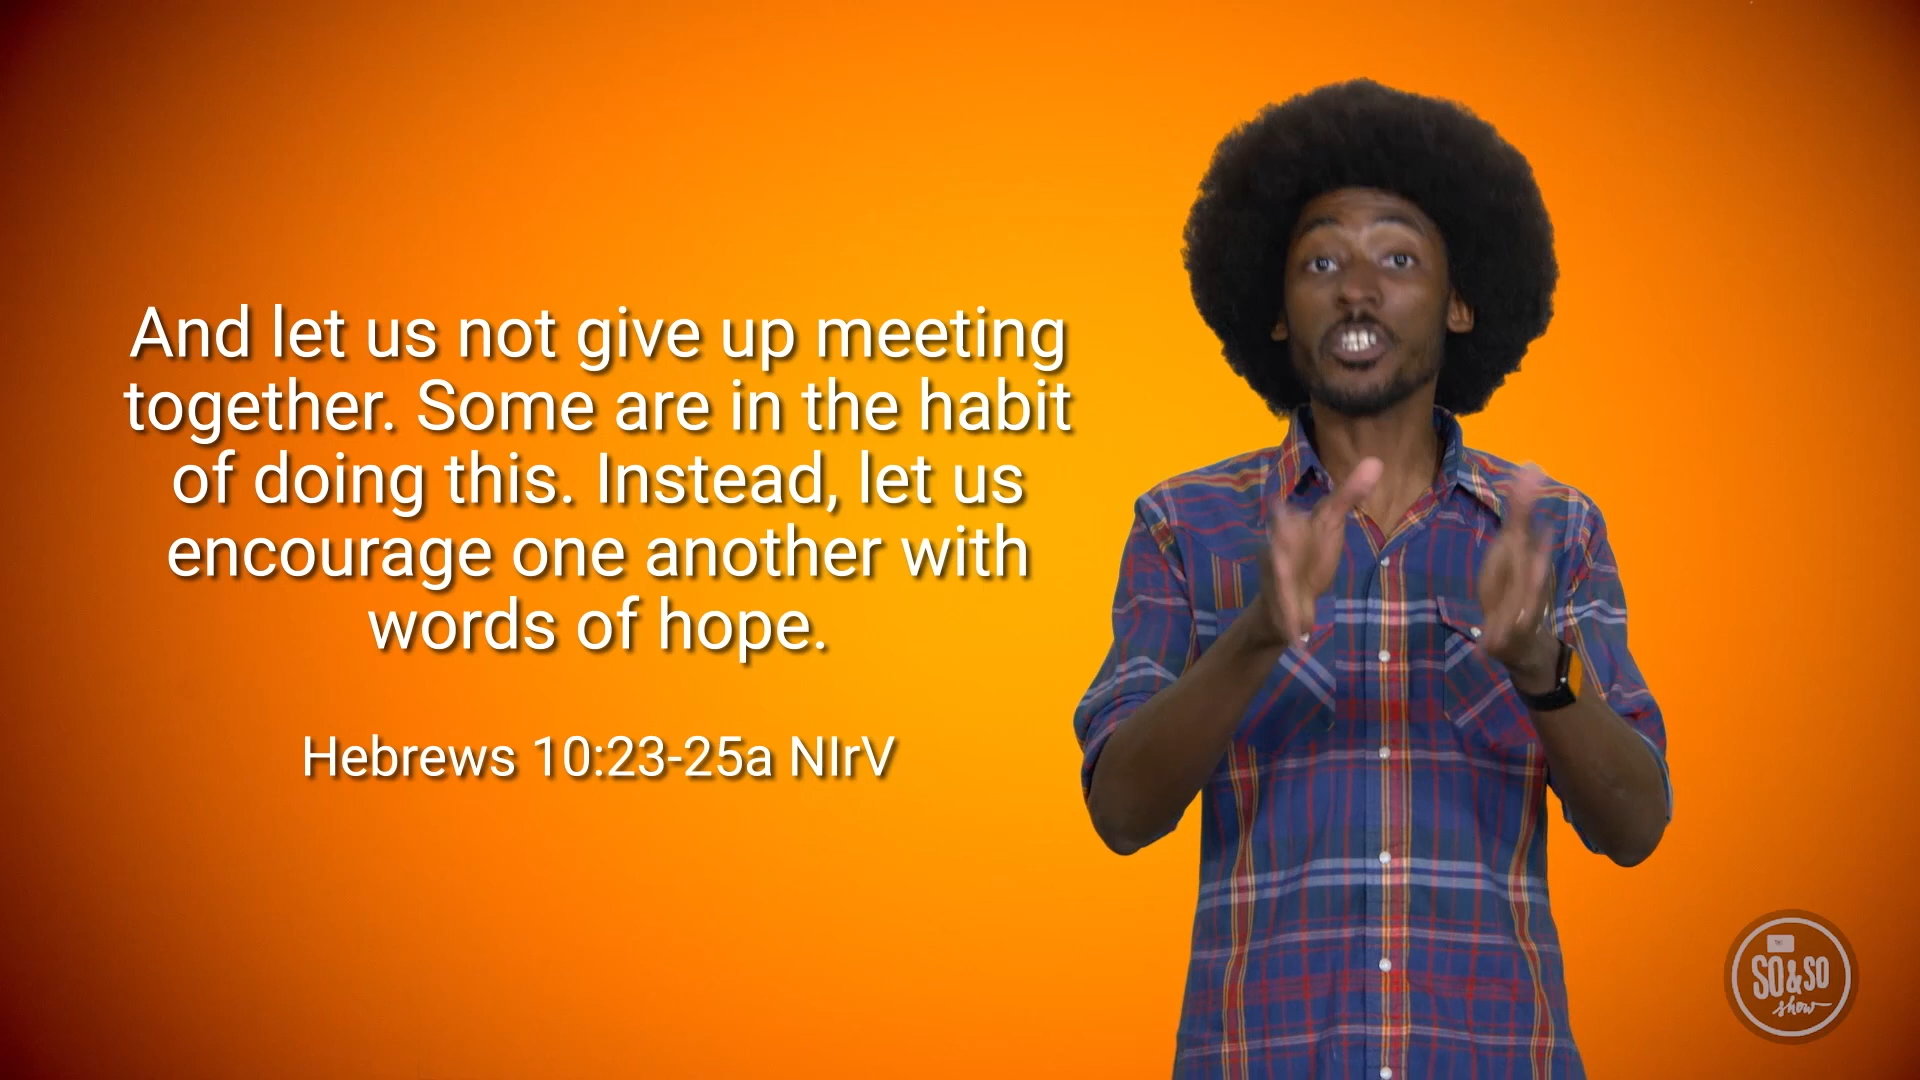 And let us not give up meeting
together. Some are in the habit
of doing this. Instead, let us
encourage one another with
words of hope.
Hebrews 10:23-25a NIrV
SO & SO
show